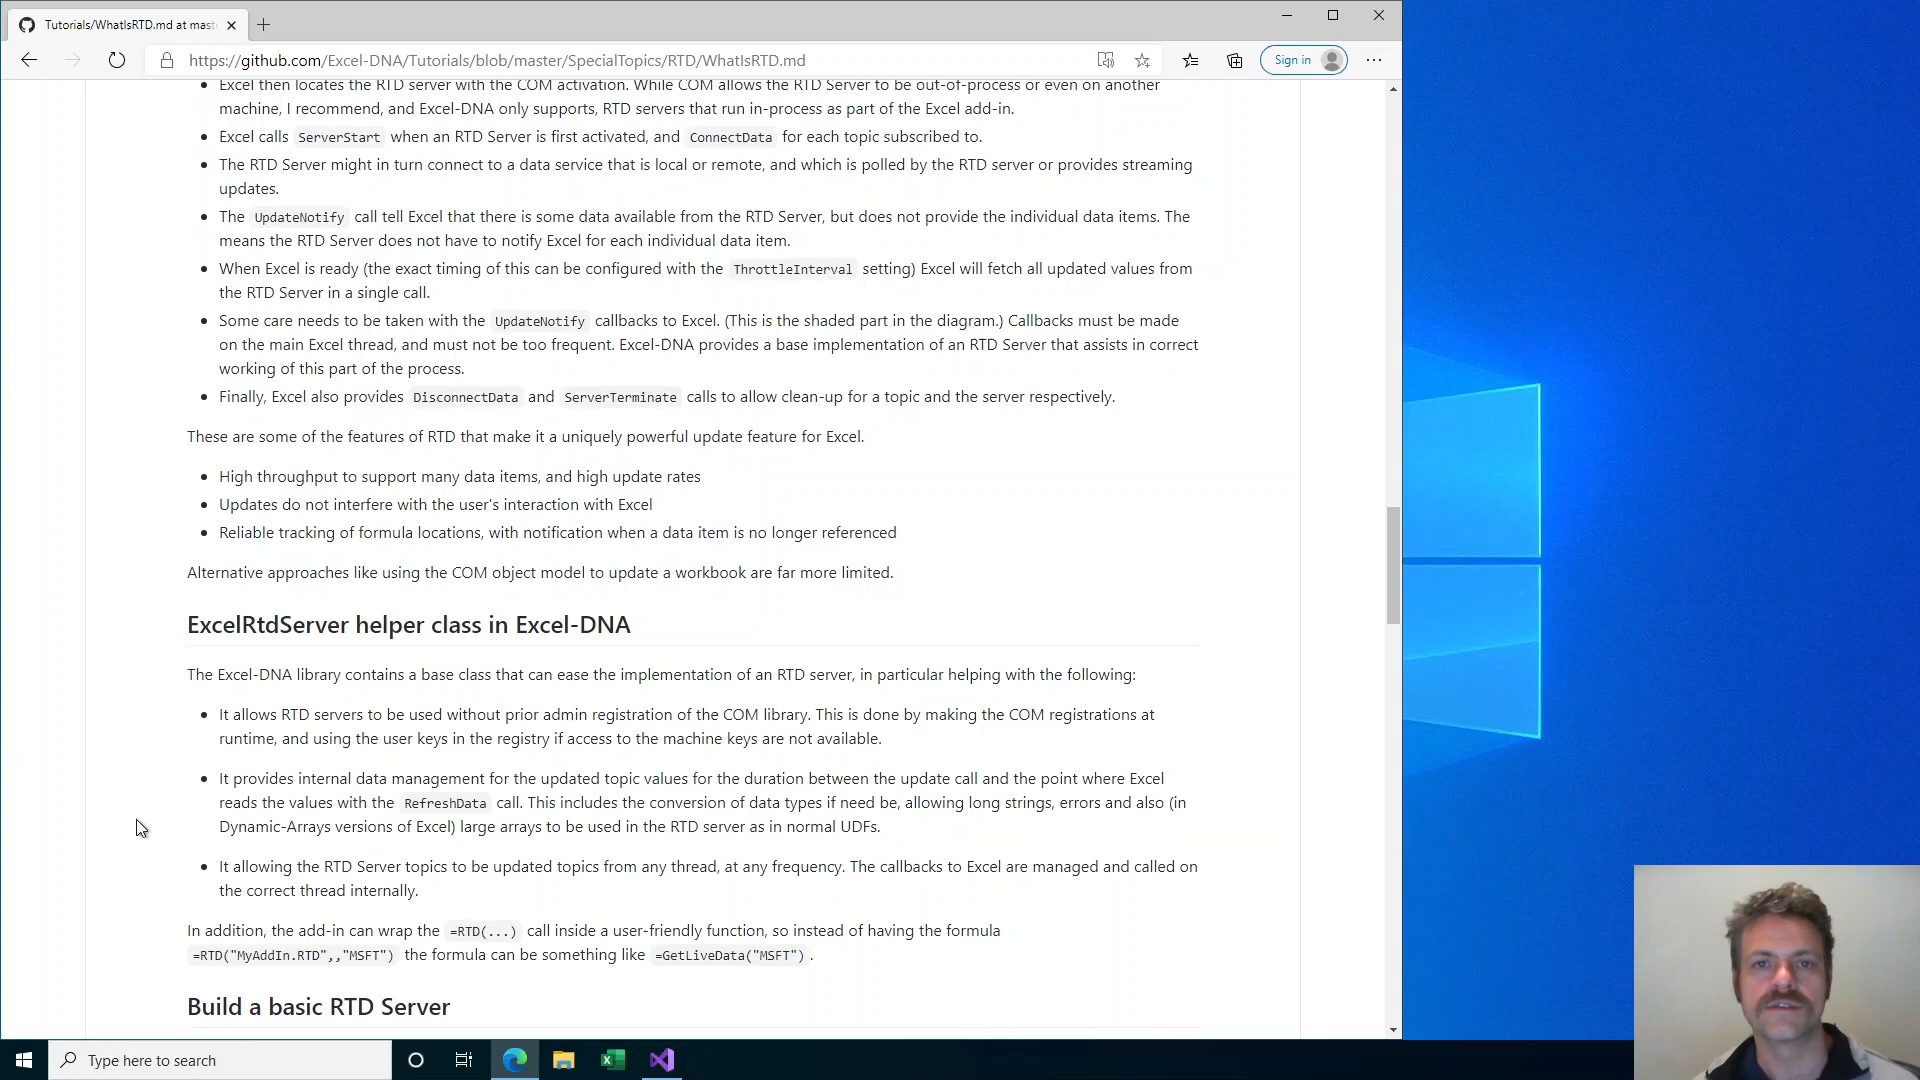 Tutorials/WhatIsRTD.md at mast
Sign in
https://github.com/Excel-DNA/Tutorials/blob/master/SpecialTopics/RTD/WhatIsRTD.md
Excel then locates the RTD server with the COM activation. While COM allows the RTD Server to be out-of-process or even on another
machine, I recommend, and Excel-DNA only supports, RTD servers that run in-process as part of the Excel add-in.
Excel calls ServerStart when an RTD Server is first activated, and ConnectData for each topic subscribed to.
The RTD Server might in turn connect to a data service that is local or remote, and which is polled by the RTD server or provides streaming
updates.
The UpdateNotify call tell Excel that there is some data available from the RTD Server, but does not provide the individual data items. The
means the RTD Server does not have to notify Excel for each individual data item.
When Excel is ready (the exact timing of this can be configured with the ThrottleInterval setting) Excel will fetch all updated values from
the RTD Server in a single call.
Some care needs to be taken with the UpdateNotify callbacks to Excel. (This is the shaded part in the diagram.) Callbacks must be made
on the main Excel thread, and must not be too frequent. Excel-DNA provides a base implementation of an RTD Server that assists in correct
working of this part of the process.
Finally, Excel also provides DisconnectData and ServerTerminate calls to allow clean-up for a topic and the server respectively.
These are some of the features of RTD that make it a uniquely powerful update feature for Excel.
High throughput to support many data items, and high update rates
Updates do not interfere with the user's interaction with Excel
Reliable tracking of formula locations, with notification when a data item is no longer referenced
Alternative approaches like using the COM object model to update a workbook are far more limited.
ExcelRtdServer helper class in Excel-DNA
The Excel-DNA library contains a base class that can ease the implementation of an RTD server, in particular helping with the following:
It allows RTD servers to be used without prior admin registration of the COM library. This is done by making the COM registrations at
runtime, and using the user keys in the registry if access to the machine keys are not available.
It provides internal data management for the updated topic values for the duration between the update call and the point where Excel
reads the values with the RefreshData call. This includes the conversion of data types if need be, allowing long strings, errors and also (in
Dynamic-Arrays versions of Excel) large arrays to be used in the RTD server as in normal UDFs.
It allowing the RTD Server topics to be updated topics from any thread, at any frequency. The callbacks to Excel are managed and called on
the correct thread internally.
In addition, the add-in can wrap the =RTD(...) call inside a user-friendly function, so instead of having the formula
=RTD("MyAddIn.RTD",,"MSFT") the formula can be something like =GetLiveData("MSFT") .
Build a basic RTD Server
Type here to search